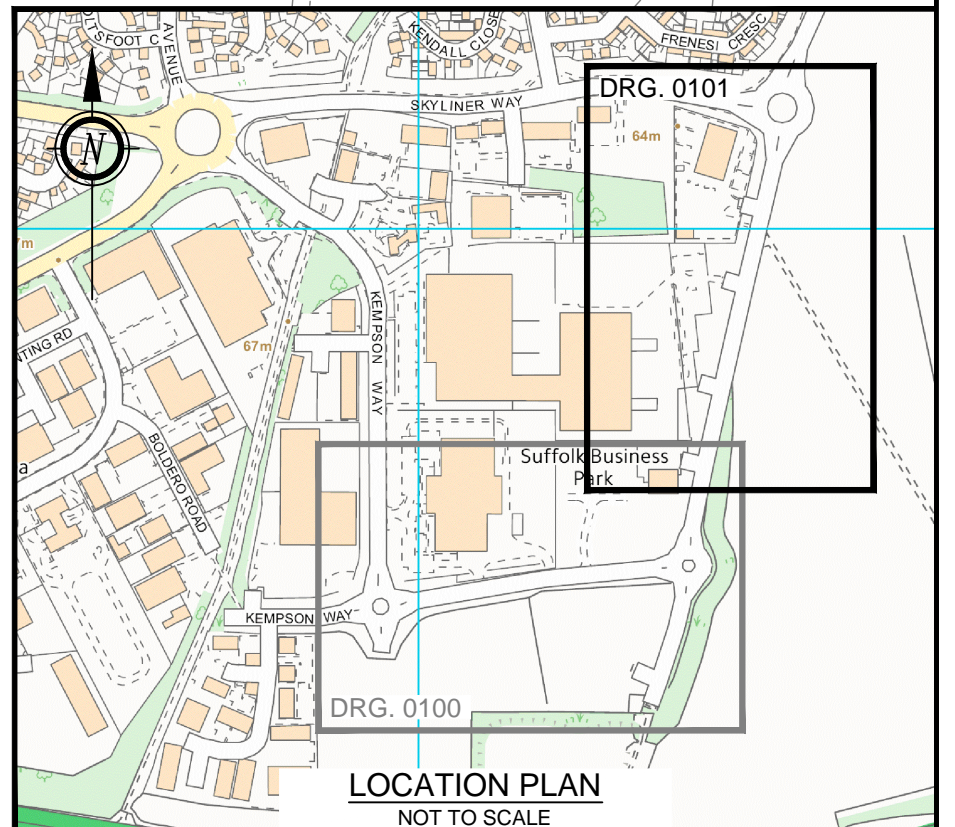 OLTSFOOT C
AVENUE
KENDALL CLOSE
FRENESI CRESC
SKYLINER WAY
DRG. 0101
64m
N
m
KEMPSON WAY
67m
NTING RD
BOLDERO ROAD
a
Suffolk Business
Park
KEMPSON WAY
DRG. 0100
LOCATION PLAN
NOT TO SCALE